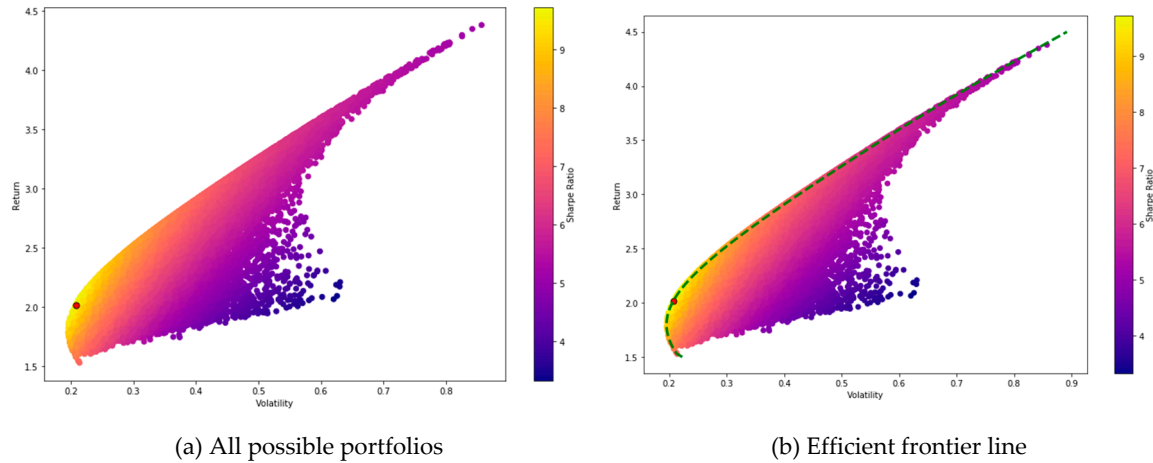 4.5
4.0
3.5
3.0
2.5
2.0
1.5
Return
0.2 0.3 0.4 0.5 0.6 0.7 0.8
Volatility
9
8
7
6
5
4
Sharpe Ratio
(a) All possible portfolios
4.5
4.0
3.5
3.0
2.5
2.0
1.5
Return
0.2 0.3 0.4 0.5 0.6 0.7 0.8 0.9
Volatility
9
8
7
6
5
4
Sharpe Ratio
(b) Efficient frontier line